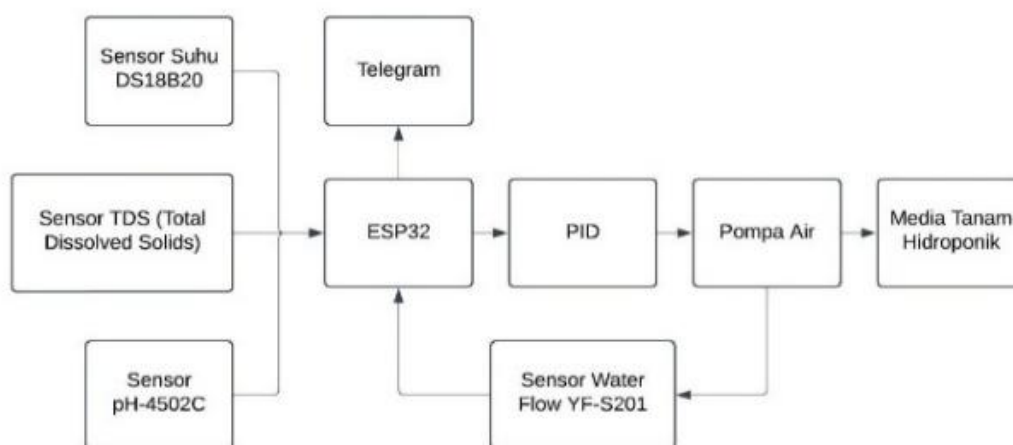 Sensor Suhu
DS18B20
Telegram
Sensor TDS (Total
Dissolved Solids)
ESP32
PID
Pompa Air
Media Tanam
Hidroponik
Sensor
pH-4502C
Sensor Water
Flow YF-S201